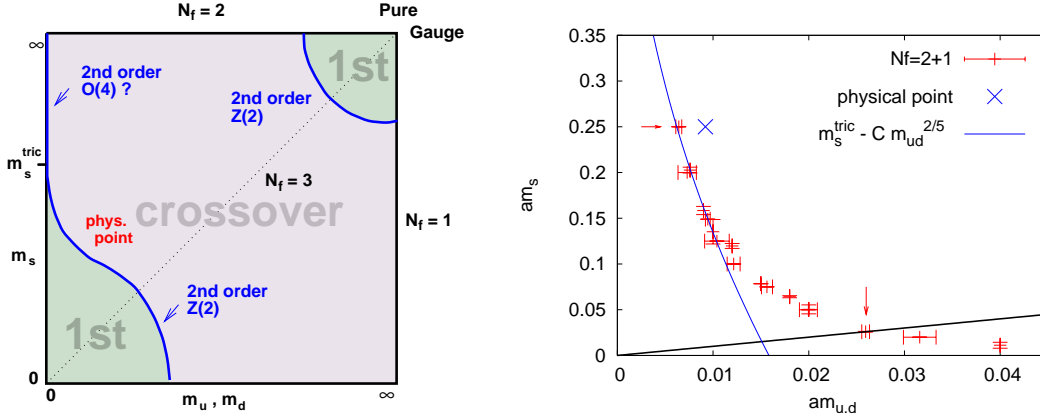 N_f = 2
Pure
Gauge
∞
1st
2nd order
O(4) ?
2nd order
Z(2)
m_s^tric
N_f = 3
crossover
N_f = 1
phys.
point
m_s
2nd order
Z(2)
1st
0
0
m_u , m_d
∞
0.35
0.3
0.25
0.2
0.15
0.1
0.05
0
am_s
Nf=2+1
physical point
m_s^tric - C m_ud^2/5
0
0.01
0.02
0.03
0.04
am_u,d